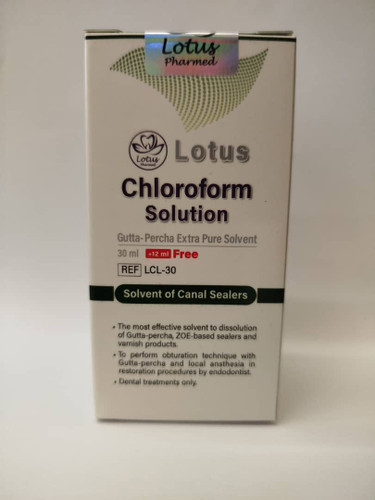 Lotus
Pharmed
Lotus
Pharmed
Lotus
Chloroform
Solution
Gutta-Percha Extra Pure Solvent
30 ml +12 ml Free
REF LCL-30
Solvent of Canal Sealers
• The most effective solvent to dissolution
of Gutta-percha, ZOE-based sealers and
varnish products.
• To perform obturation technique with
Gutta-percha and local ansthesia in
restoration procedures by endodontist.
• Dental treatments only.